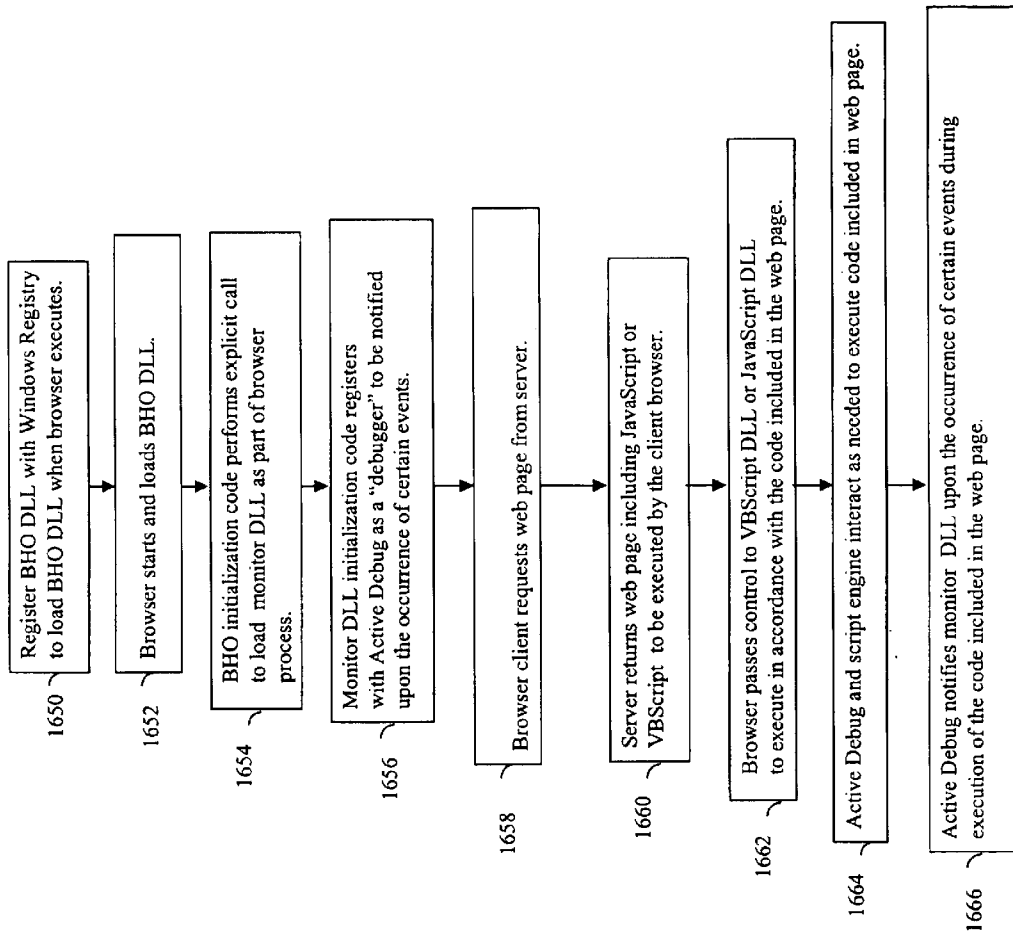 Register BHO DLL with Windows Registry
to load BHO DLL when browser executes.
1650
Browser starts and loads BHO DLL.
1652
BHO initialization code performs explicit call
to load monitor DLL as part of browser
process.
1654
Monitor DLL initialization code registers
with Active Debug as a "debugger" to be notified
upon the occurrence of certain events.
1656
Browser client requests web page from server.
1658
Server returns web page including JavaScript or
VBScript to be executed by the client browser.
1660
Browser passes control to VBScript DLL or JavaScript DLL
to execute in accordance with the code included in the web page.
1662
Active Debug and script engine interact as needed to execute code included in web page.
1664
Active Debug notifies monitor DLL upon the occurrence of certain events during
execution of the code included in the web page.
1666